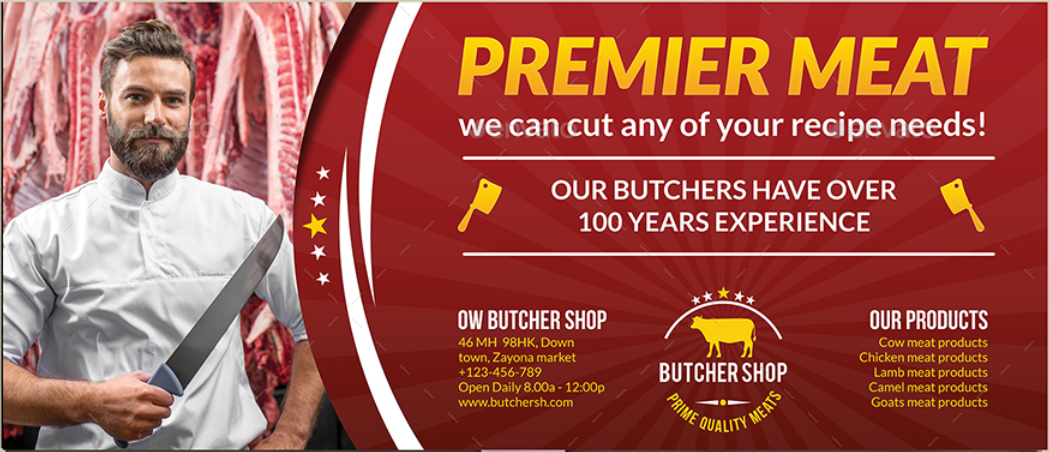 PREMIER MEAT
we can cut any of your recipe needs!
OUR BUTCHERS HAVE OVER
100 YEARS EXPERIENCE
OW BUTCHER SHOP
46 MH 98HK, Down
town, Zayona market
+123-456-789
Open Daily 8.00a - 12:00p
www.butchersh.com
BUTCHER SHOP
PRIME QUALITY MEATS
OUR PRODUCTS
Cow meat products
Chicken meat products
Lamb meat products
Camel meat products
Goats meat products